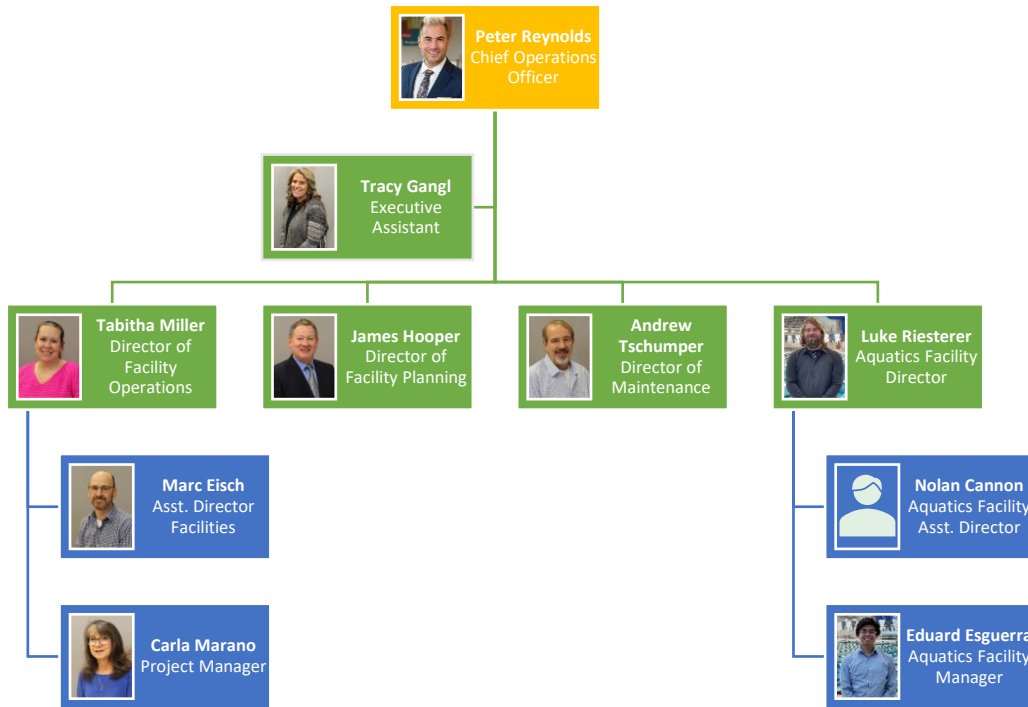 Peter Reynolds
Chief Operations
Officer
Tracy Gangl
Executive
Assistant
Tabitha Miller
Director of
Facility
Operations
James Hooper
Director of
Facility Planning
Andrew
Tschumper
Director of
Maintenance
Luke Riesterer
Aquatics Facility
Director
Marc Eisch
Asst. Director
Facilities
Nolan Cannon
Aquatics Facility
Asst. Director
Carla Marano
Project Manager
Eduard Esguerra
Aquatics Facility
Manager